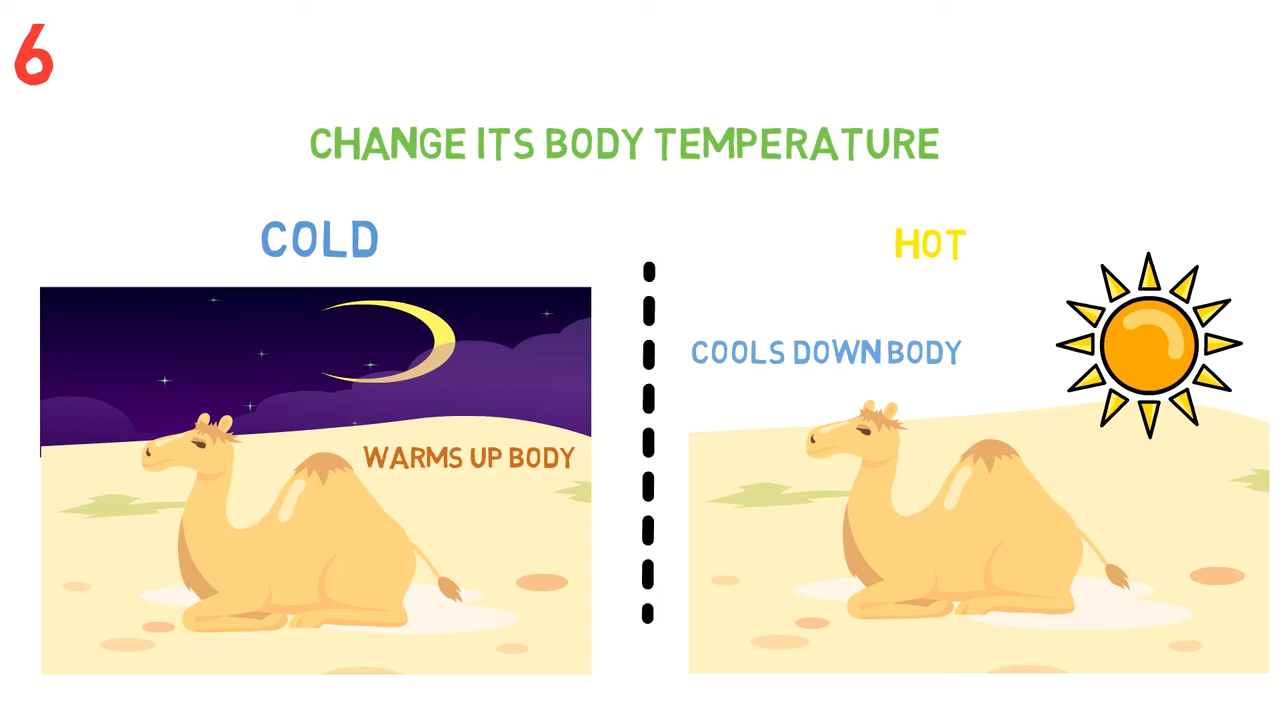 6
CHANGE ITS BODY TEMPERATURE
COLD
HOT
WARMS UP BODY
COOLS DOWN BODY